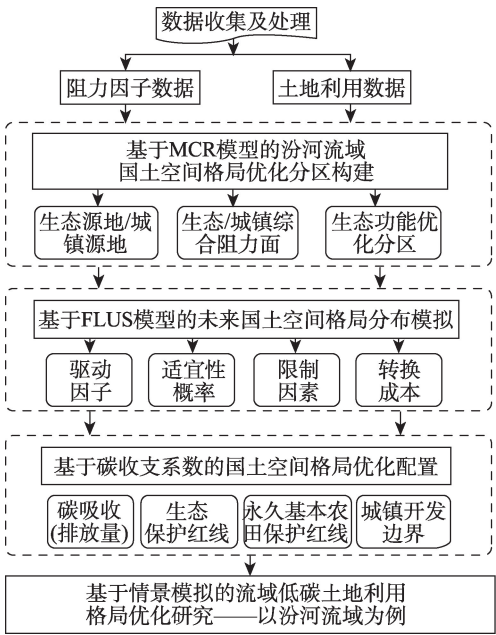 数据收集及处理
阻力因子数据
土地利用数据
基于MCR模型的汾河流域
国土空间格局优化分区构建
生态源地/城
镇源地
生态/城镇综
合阻力面
生态功能优
化分区
基于FLUS模型的未来国土空间格局分布模拟
驱动
因子
适宜性
概率
限制
因素
转换
成本
基于碳收支系数的国土空间格局优化配置
碳吸收
(排放量)
生态
保护红线
永久基本农
田保护红线
城镇开发
边界
基于情景模拟的流域低碳土地利用
格局优化研究——以汾河流域为例